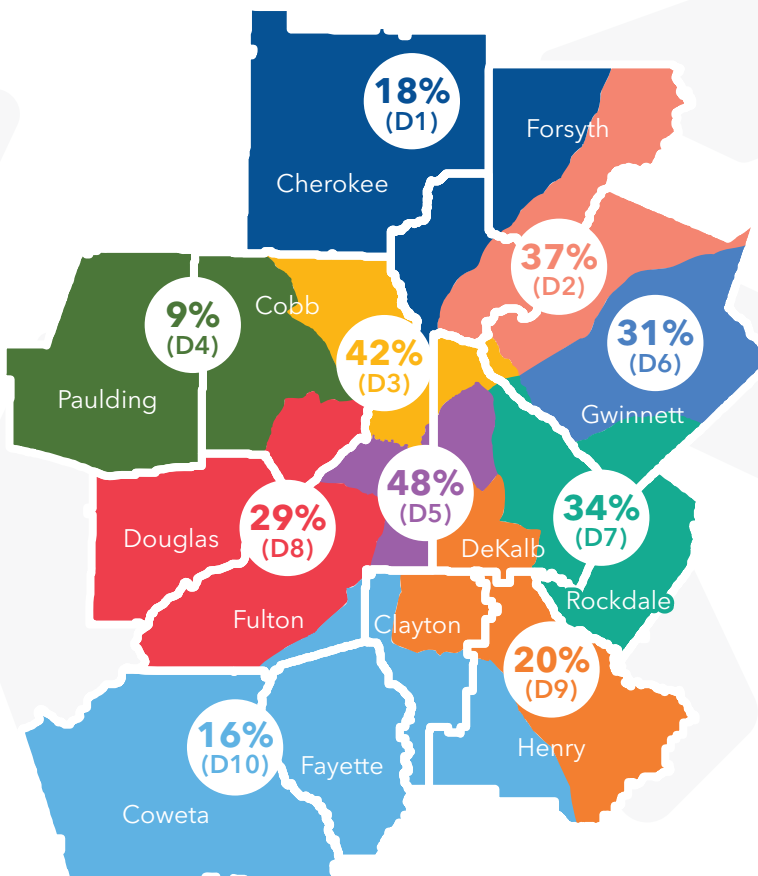 18%
(D1)
Forsyth
Cherokee
37%
(D2)
Cobb
9%
(D4)
31%
(D6)
42%
(D3)
Paulding
Gwinnett
48%
(D5)
29%
(D8)
34%
(D7)
Douglas
DeKalb
Rockdale
Fulton
Clayton
20%
(D9)
16%
(D10)
Henry
Fayette
Coweta